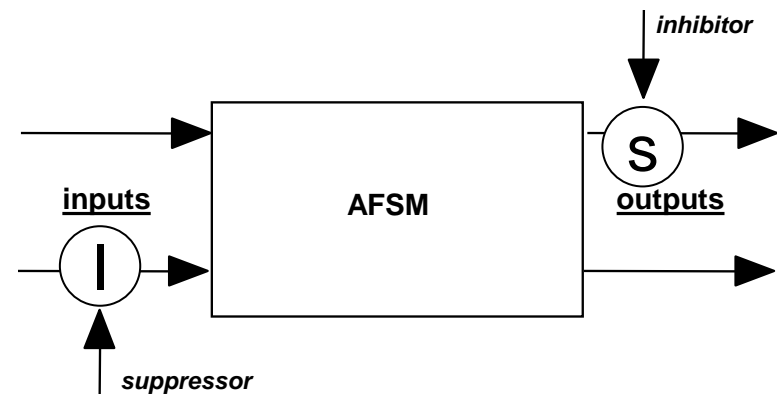 inhibitor
S
inputs
AFSM
outputs
I
suppressor